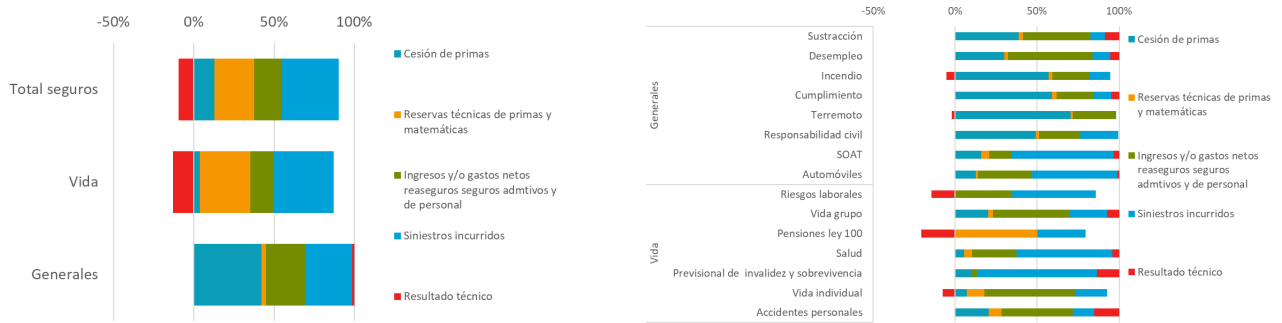 -50%
0%
50%
100%
Total seguros
Vida
Generales
Cesión de primas
Reservas técnicas de primas y
matemáticas
Ingresos y/o gastos netos
reaseguros seguros admtivos y
de personal
Siniestros incurridos
Resultado técnico
-50%
0%
50%
100%
Generales
Sustracción
Desempleo
Incendio
Cumplimiento
Terremoto
Responsabilidad civil
SOAT
Automóviles
Vida
Riesgos laborales
Vida grupo
Pensiones ley 100
Salud
Previsional de invalidez y sobrevivencia
Vida individual
Accidentes personales
Cesión de primas
Reservas técnicas de primas
y matemáticas
Ingresos y/o gastos netos
reaseguros seguros
admtivos y de personal
Siniestros incurridos
Resultado técnico